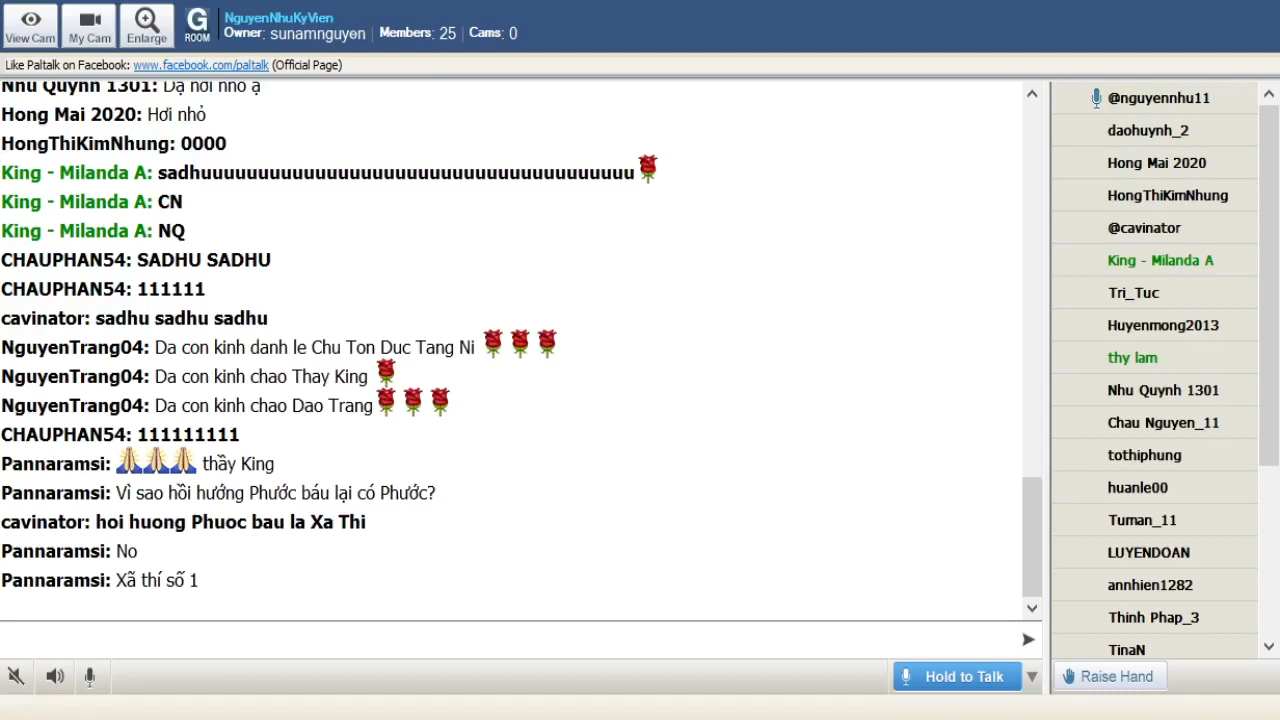 View Cam
My Cam
Enlarge
G
ROOM
NguyenNhuKyVien
Owner: sunamnguyen | Members: 25 | Cams: 0
Like Paltalk on Facebook: www.facebook.com/paltalk (Official Page)
Nhu Quynh 1301: Dạ hơi nhỏ ạ
Hong Mai 2020: Hơi nhỏ
HongThiKimNhung: 0000
King - Milanda A: sadhuuuuuuuuuuuuuuuuuuuuuuuuuuuuuuuuuuuuuu
King - Milanda A: CN
King - Milanda A: NQ
CHAUPHAN54: SADHU SADHU
CHAUPHAN54: 111111
cavinator: sadhu sadhu sadhu
NguyenTrang04: Da con kinh danh le Chu Ton Duc Tang Ni
NguyenTrang04: Da con kinh chao Thay King
NguyenTrang04: Da con kinh chao Dao Trang
CHAUPHAN54: 111111111
Pannaramsi: thầy King
Pannaramsi: Vì sao hồi hướng Phước báu lại có Phước?
cavinator: hoi huong Phuoc bau la Xa Thi
Pannaramsi: No
Pannaramsi: Xã thí số 1
Hold to Talk
@nguyennhu11
daohuynh_2
Hong Mai 2020
HongThiKimNhung
@cavinator
King - Milanda A
Tri_Tuc
Huyenmong2013
thy lam
Nhu Quynh 1301
Chau Nguyen_11
tothiphung
huanle00
Tuman_11
LUYENDOAN
annhien1282
Thinh Phap_3
TinaN
Raise Hand